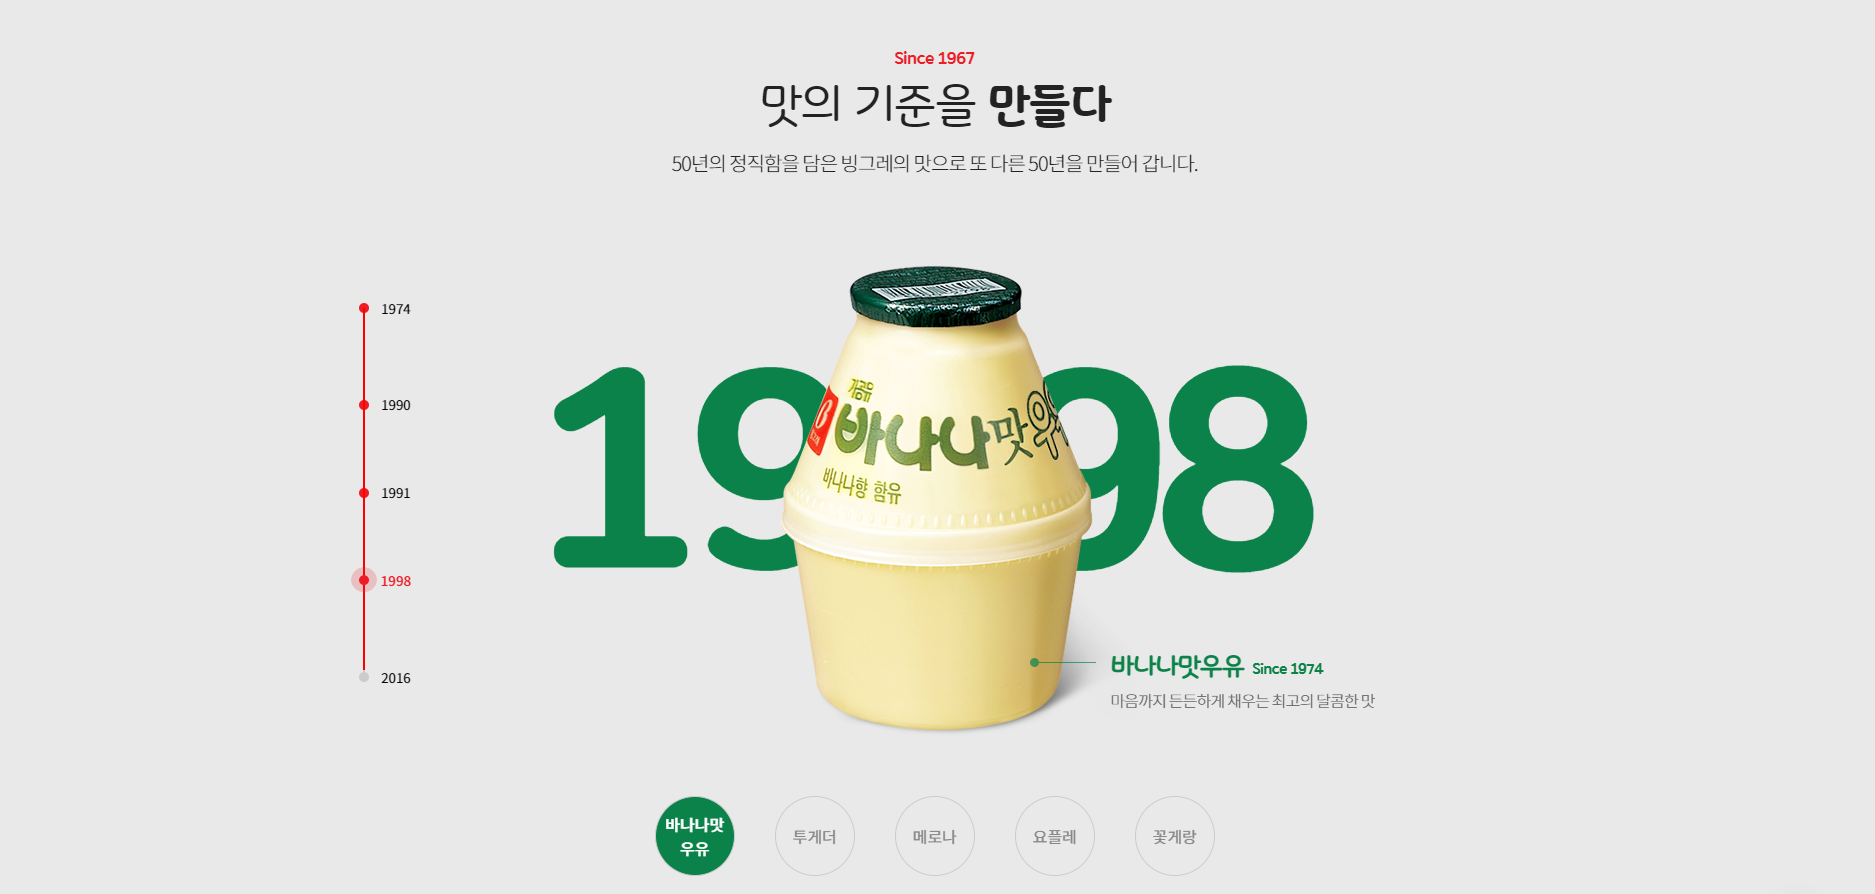 Since 1967
맛의 기준을 만들다
50년의 정직함을 담은 빙그레의 맛으로 또 다른 50년을 만들어 갑니다.
1974
1990
1991
1998
2016
1998
가공유
바나나맛우
바나나향 함유
바나나맛우유 Since 1974
마음까지 든든하게 채우는 최고의 달콤한 맛
바나나맛
우유
투게더
메로나
요플레
꽃게랑